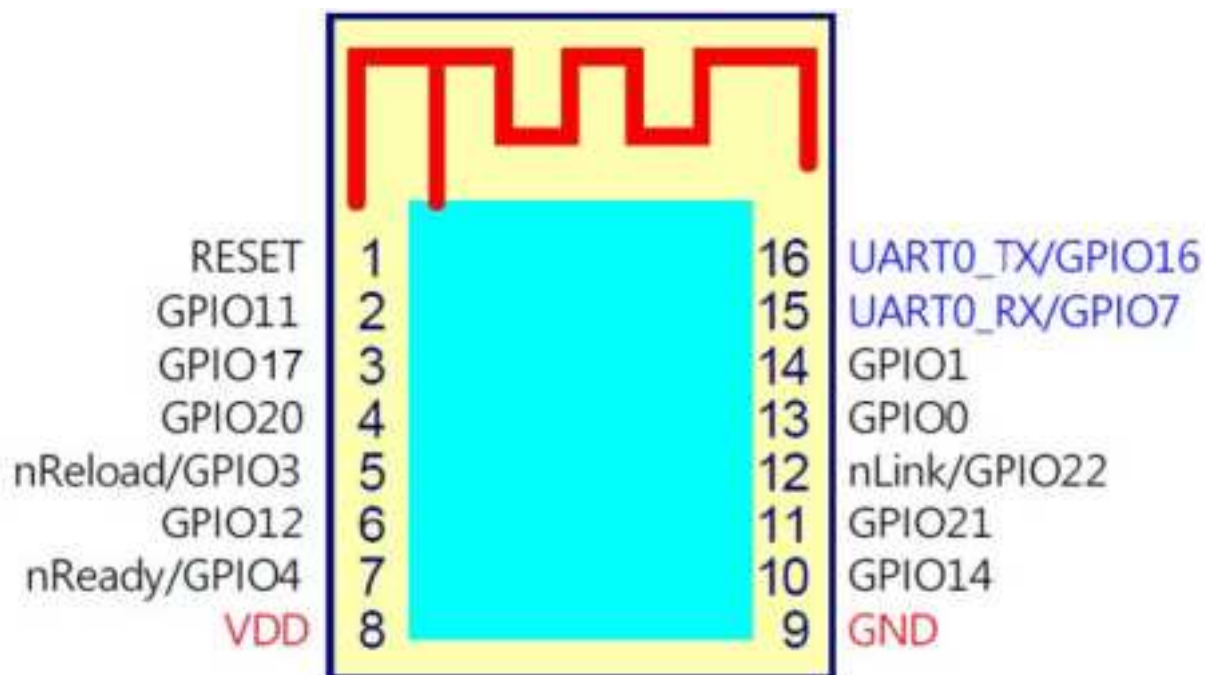 RESET 1 16 UART0_TX/GPIO16
GPIO11 2 15 UART0_RX/GPIO7
GPIO17 3 14 GPIO1
GPIO20 4 13 GPIO0
nReload/GPIO3 5 12 nLink/GPIO22
GPIO12 6 11 GPIO21
nReady/GPIO4 7 10 GPIO14
VDD 8 9 GND